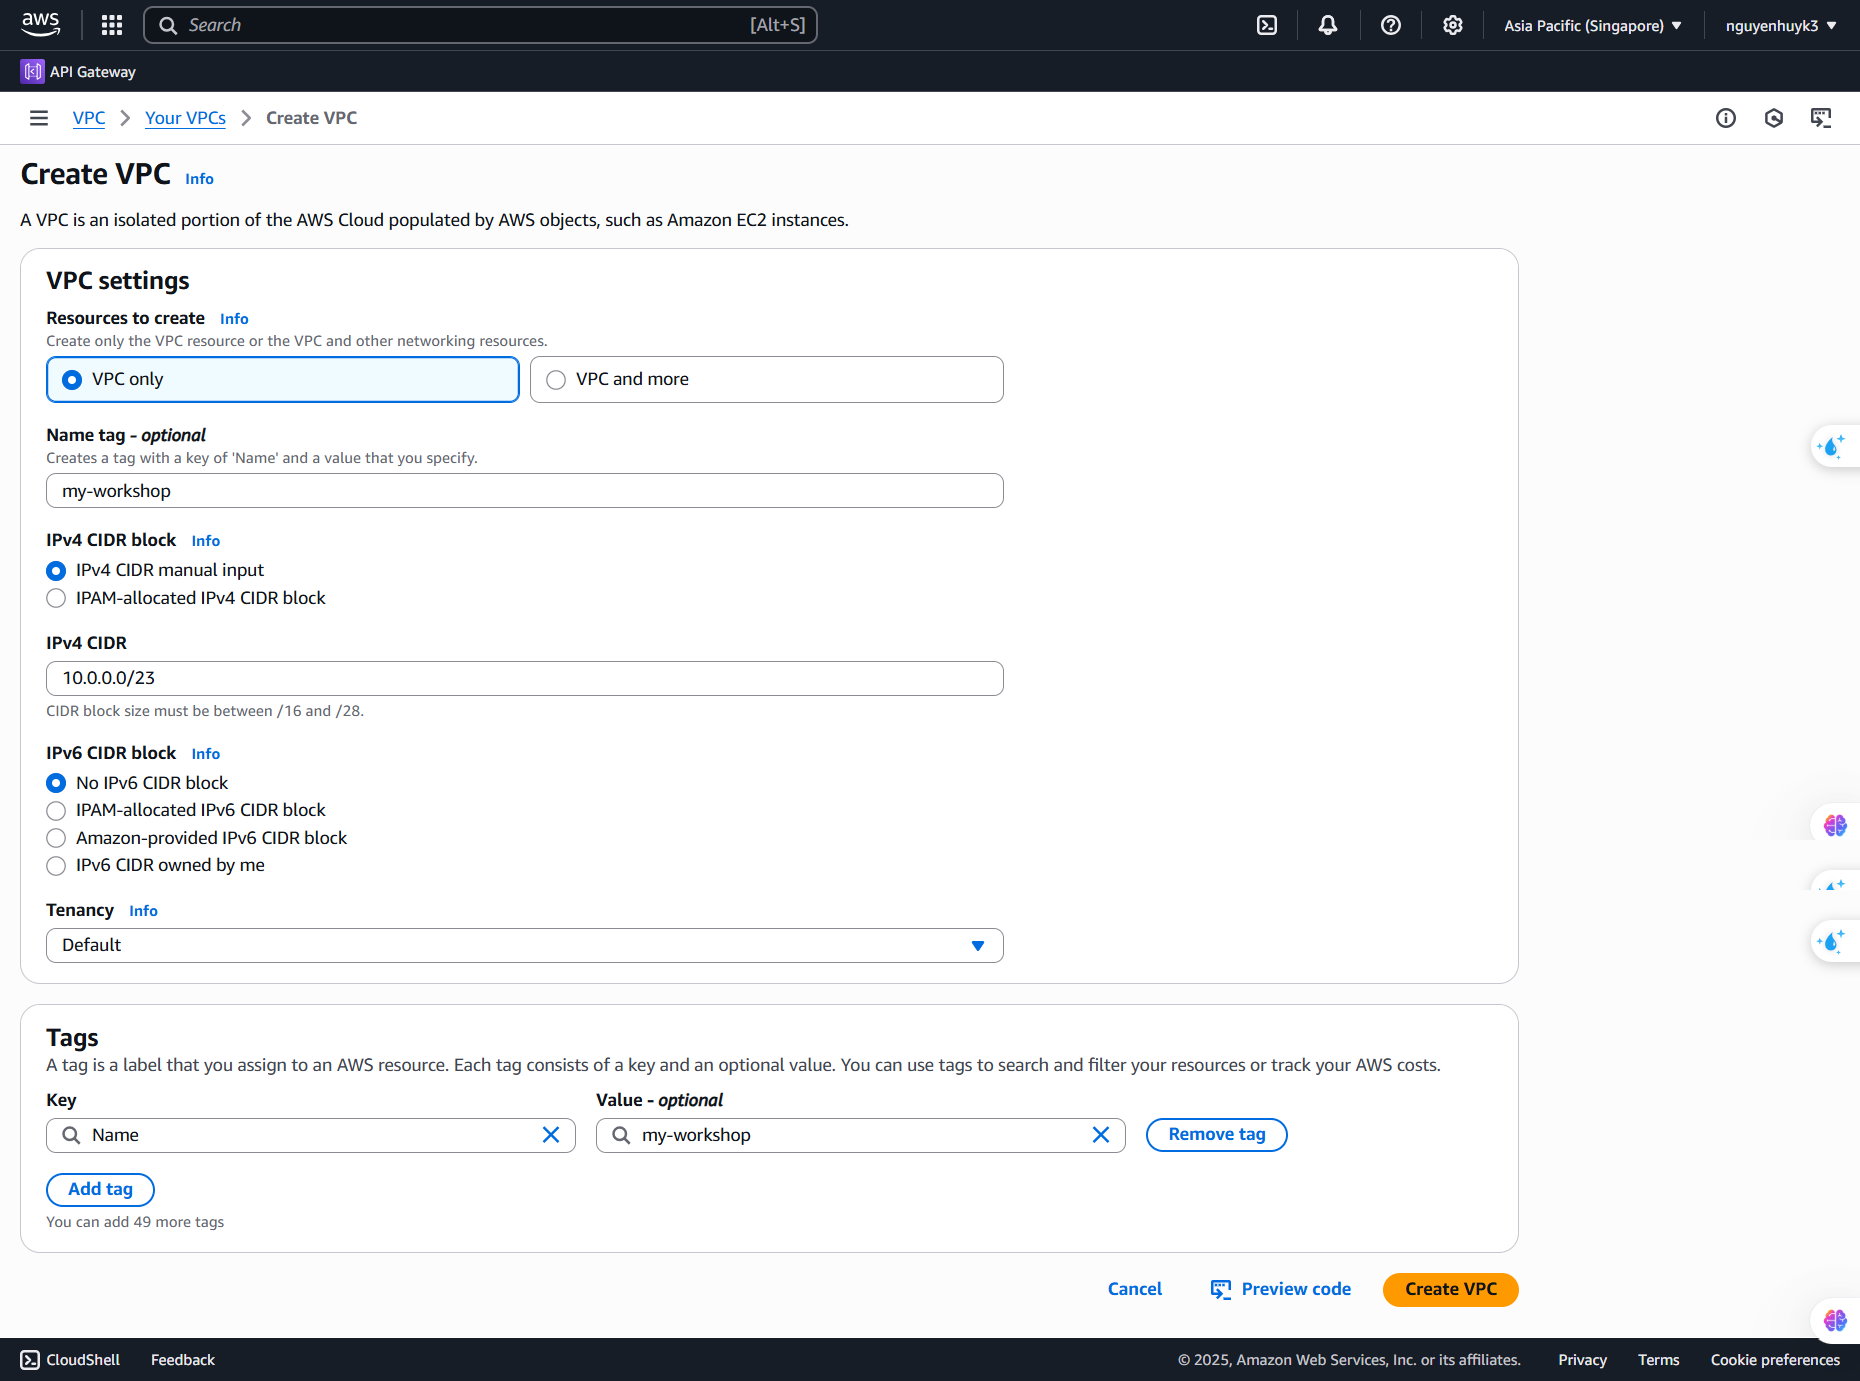 aws
Search [Alt+S] Asia Pacific (Singapore) nguyenhuyk3
API Gateway
VPC Your VPCs Create VPC
Create VPC Info
A VPC is an isolated portion of the AWS Cloud populated by AWS objects, such as Amazon EC2 instances.
VPC settings
Resources to create Info
Create only the VPC resource or the VPC and other networking resources.
VPC only VPC and more
Name tag - optional
Creates a tag with a key of 'Name' and a value that you specify.
my-workshop
IPv4 CIDR block Info
IPv4 CIDR manual input
IPAM-allocated IPv4 CIDR block
IPv4 CIDR
10.0.0.0/23
CIDR block size must be between /16 and /28.
IPv6 CIDR block Info
No IPv6 CIDR block
IPAM-allocated IPv6 CIDR block
Amazon-provided IPv6 CIDR block
IPv6 CIDR owned by me
Tenancy Info
Default
Tags
A tag is a label that you assign to an AWS resource. Each tag consists of a key and an optional value. You can use tags to search and filter your resources or track your AWS costs.
Key Value - optional
Name my-workshop Remove tag
Add tag
You can add 49 more tags
Cancel Preview code Create VPC
CloudShell Feedback © 2025, Amazon Web Services, Inc. or its affiliates. Privacy Terms Cookie preferences